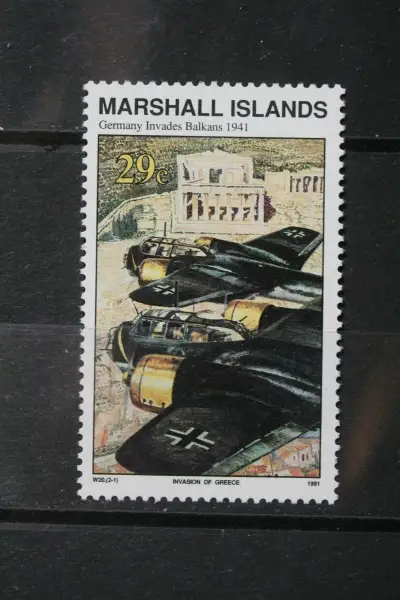 MARSHALL ISLANDS
Germany Invades Balkans 1941
29c
W20.(2-1) INVASION OF GREECE 1991